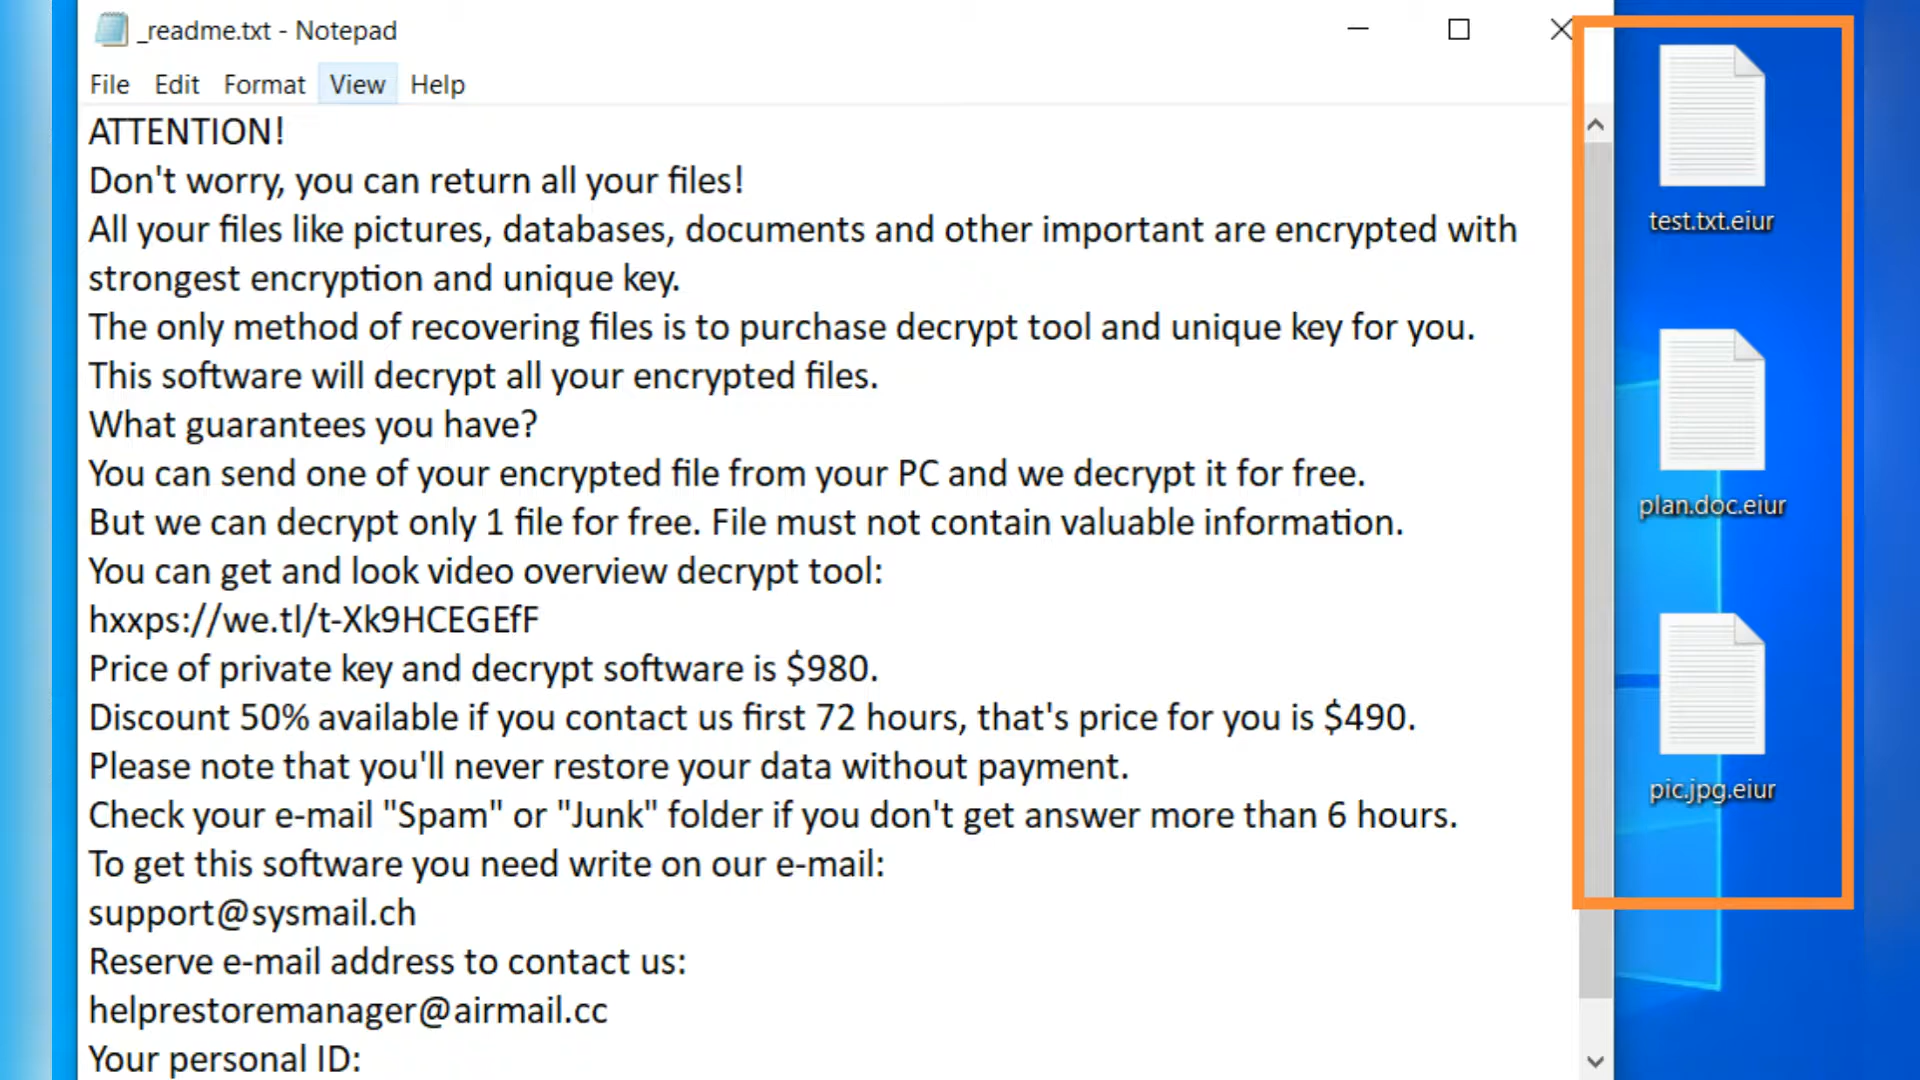 _readme.txt - Notepad
File Edit Format View Help
ATTENTION!
Don't worry, you can return all your files!
All your files like pictures, databases, documents and other important are encrypted with
strongest encryption and unique key.
The only method of recovering files is to purchase decrypt tool and unique key for you.
This software will decrypt all your encrypted files.
What guarantees you have?
You can send one of your encrypted file from your PC and we decrypt it for free.
But we can decrypt only 1 file for free. File must not contain valuable information.
You can get and look video overview decrypt tool:
hxxps://we.tl/t-Xk9HCEGEfF
Price of private key and decrypt software is $980.
Discount 50% available if you contact us first 72 hours, that's price for you is $490.
Please note that you'll never restore your data without payment.
Check your e-mail "Spam" or "Junk" folder if you don't get answer more than 6 hours.
To get this software you need write on our e-mail:
support@sysmail.ch
Reserve e-mail address to contact us:
helprestoremanager@airmail.cc
Your personal ID:
test.txt.eiur
plan.doc.eiur
pic.jpg.eiur